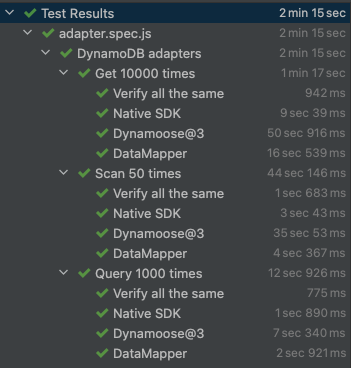 Test Results 2 min 15 sec
adapter.spec.js 2 min 15 sec
DynamoDB adapters 2 min 15 sec
Get 10000 times 1 min 17 sec
Verify all the same 942 ms
Native SDK 9 sec 39 ms
Dynamoose@3 50 sec 916 ms
DataMapper 16 sec 539 ms
Scan 50 times 44 sec 146 ms
Verify all the same 1 sec 683 ms
Native SDK 3 sec 43 ms
Dynamoose@3 35 sec 53 ms
DataMapper 4 sec 367 ms
Query 1000 times 12 sec 926 ms
Verify all the same 775 ms
Native SDK 1 sec 890 ms
Dynamoose@3 7 sec 340 ms
DataMapper 2 sec 921 ms